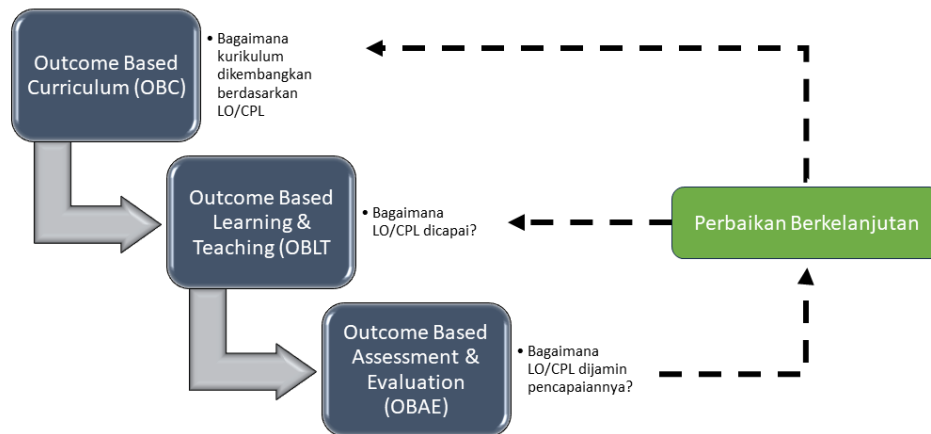 Outcome Based
Curriculum (OBC)
• Bagaimana
kurikulum
dikembangkan
berdasarkan
LO/CPL
Outcome Based
Learning &
Teaching (OBLT
• Bagaimana
LO/CPL dicapai?
Perbaikan Berkelanjutan
Outcome Based
Assessment &
Evaluation
(OBAE)
• Bagaimana
LO/CPL dijamin
pencapaiannya?